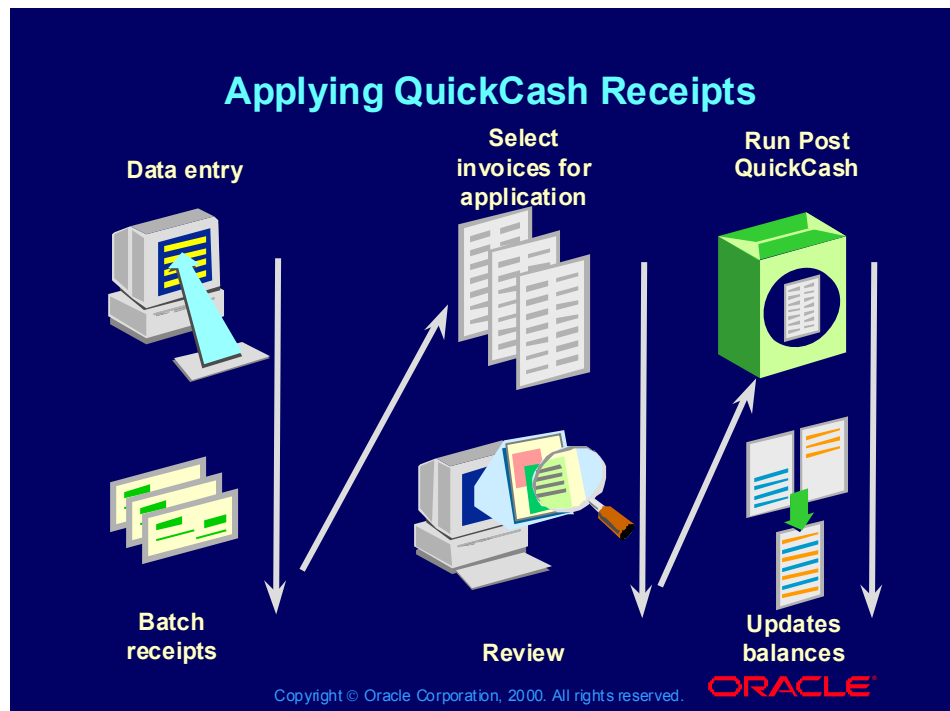 Applying QuickCash Receipts
Data entry
Batch
receipts
Select
invoices for
application
Review
Run Post
QuickCash
Updates
balances
Copyright © Oracle Corporation, 2000. All rights reserved.
ORACLE®